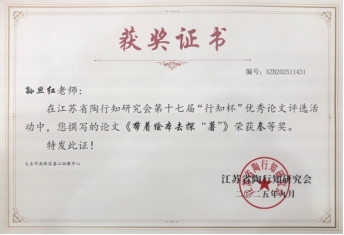 获奖证书
编号：XZB202511431
孙旦红老师：
在江苏省陶行知研究会第十七届“行知杯”优秀论文评选活
动中，您撰写的论文《带着绘本去探“薯”》荣获叁等奖。
特发此证！
江苏省陶行知研究会
二〇二五年九月